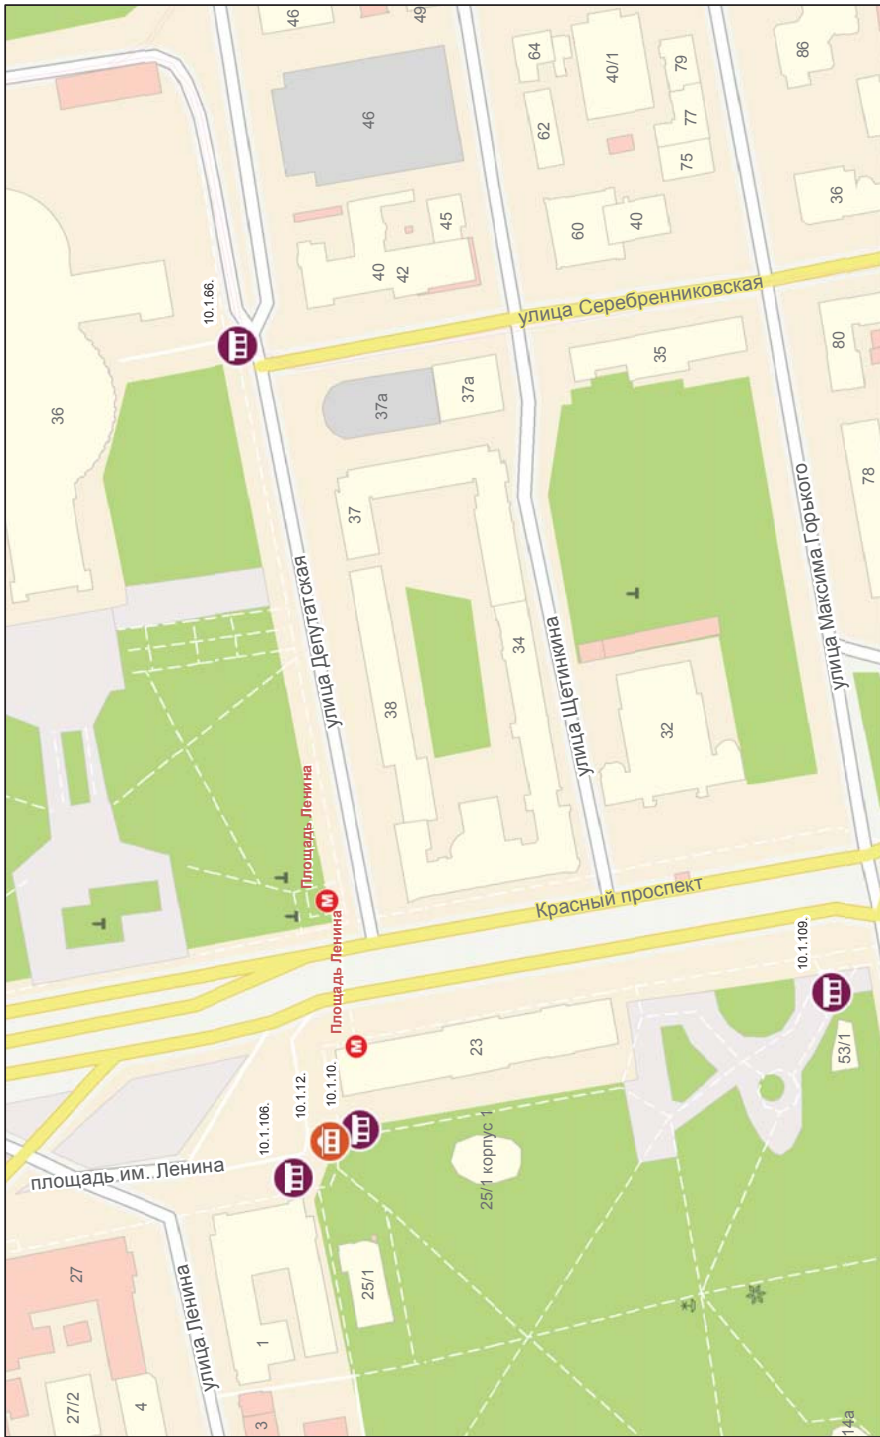 46
49
64
40/1
79
86
46
62
77
75
36
45
40
42
60
40
10.1.66.
улица Серебренниковская
36
35
80
37а
37а
37
78
улица Депутатская
34
38
улица Щетинкина
улица Максима Горького
32
Площадь Ленина
М
Красный проспект
Площадь Ленина
М
10.1.109.
23
53/1
10.1.10.
10.1.12.
10.1.106.
площадь им. Ленина
25/1 корпус 1
27
25/1
улица Ленина
1
27/2
4
3
14а